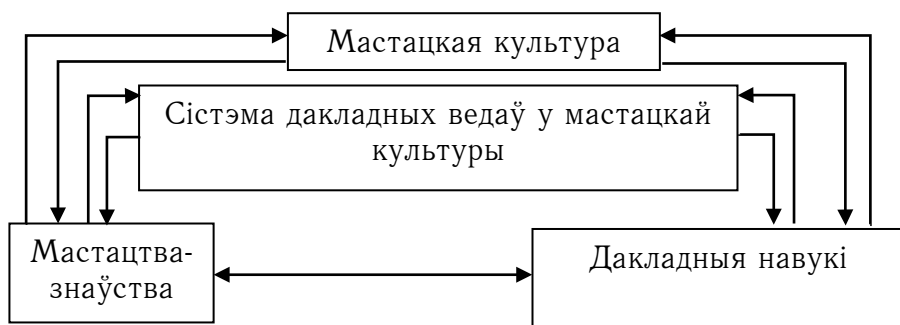 Мастацкая культура
Сістэма дакладных ведаў у мастацкай
культуры
Мастацтва-
знаўства
Дакладныя навукі